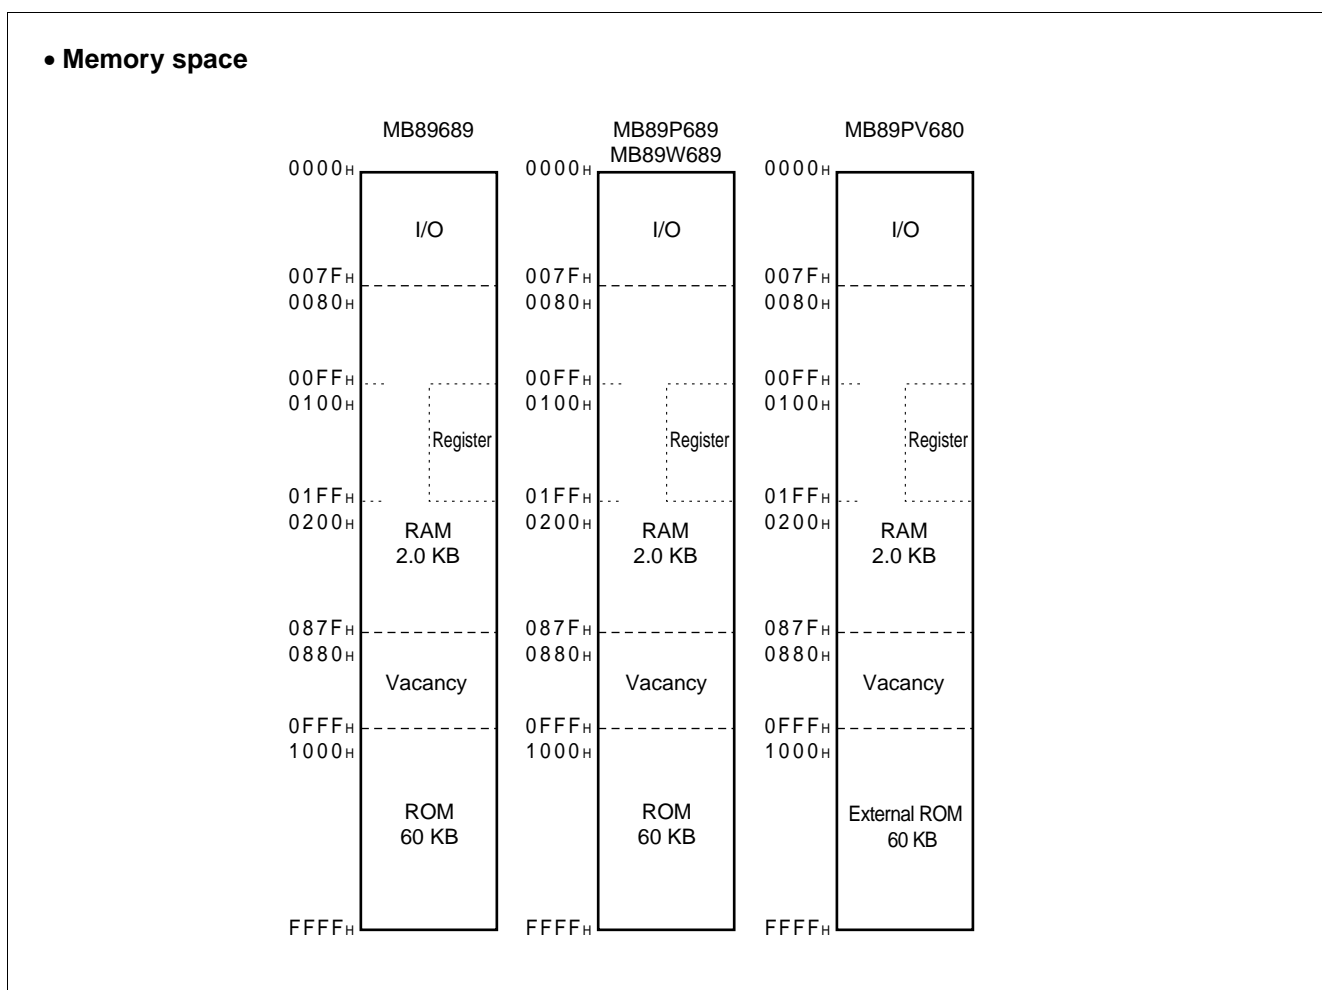 • Memory space
MB89689
0000H
I/O
007FH
0080H
00FFH
0100H
Register
01FFH
0200H
RAM
2.0 KB
087FH
0880H
Vacancy
0FFFH
1000H
ROM
60 KB
FFFFH
MB89P689
MB89W689
0000H
I/O
007FH
0080H
00FFH
0100H
Register
01FFH
0200H
RAM
2.0 KB
087FH
0880H
Vacancy
0FFFH
1000H
ROM
60 KB
FFFFH
MB89PV680
0000H
I/O
007FH
0080H
00FFH
0100H
Register
01FFH
0200H
RAM
2.0 KB
087FH
0880H
Vacancy
0FFFH
1000H
External ROM
60 KB
FFFFH